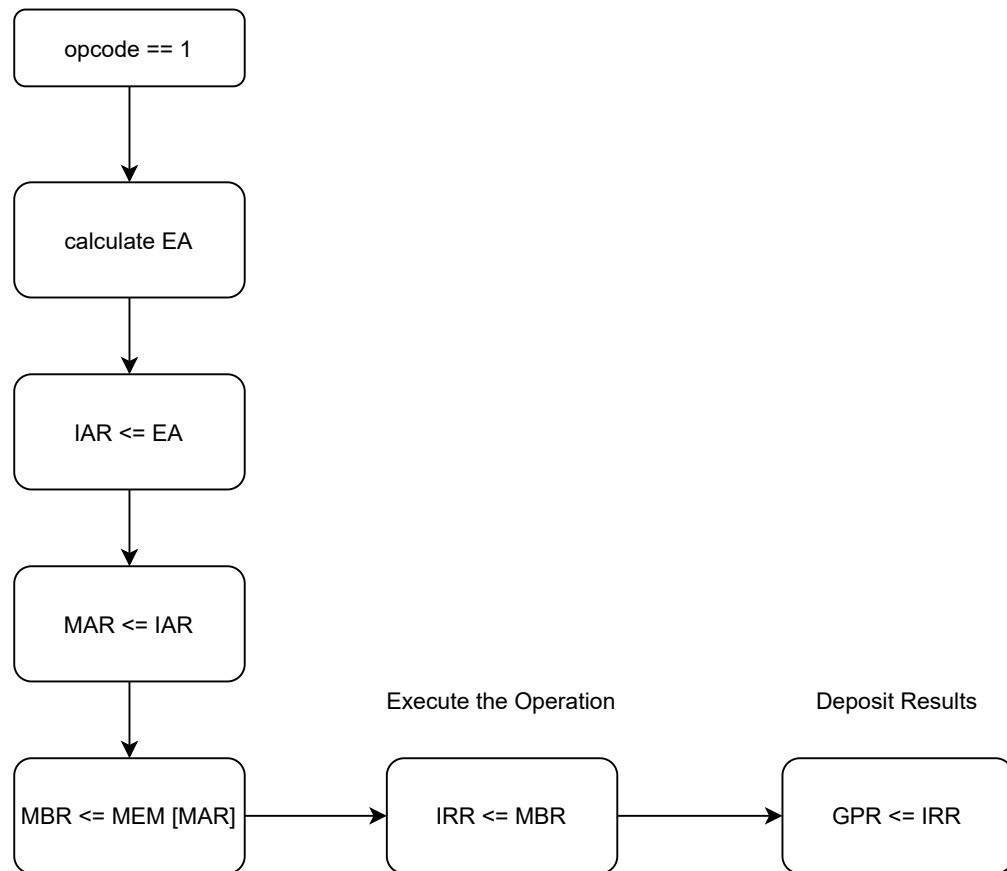 opcode == 1
calculate EA
IAR <= EA
MAR <= IAR
Execute the Operation
Deposit Results
MBR <= MEM [MAR]
IRR <= MBR
GPR <= IRR